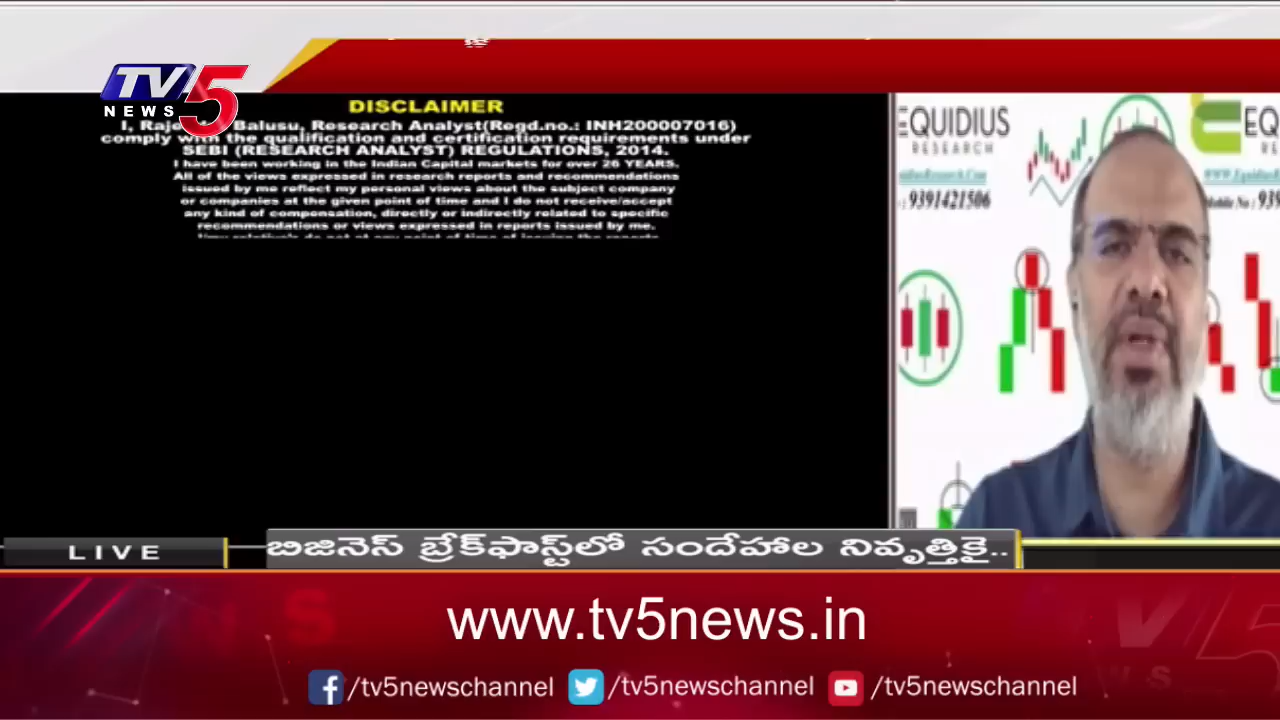 TV5
NEWS
DISCLAIMER
I, Balusu, Research Analyst(Regd.no.: INH200007016)
comply with the qualification and certification requirements under
SEBI (RESEARCH ANALYST) REGULATIONS, 2014.
I have been working in the Indian Capital markets for over 26 YEARS.
All of the views expressed in research reports and recommendations
issued by me reflect my personal views about the subject company
or companies at the given point of time and I do not receive/accept
any kind of compensation, directly or indirectly related to specific
recommendations or views expressed in reports issued by me.
EQUIDIUS
RESEARCH
EQ
9391421506
LIVE
బిజినెస్ బ్రేక్‌ఫాస్ట్‌లో సందేహాల నివృత్తికై..
www.tv5news.in
/tv5newschannel
/tv5newschannel
/tv5newschannel